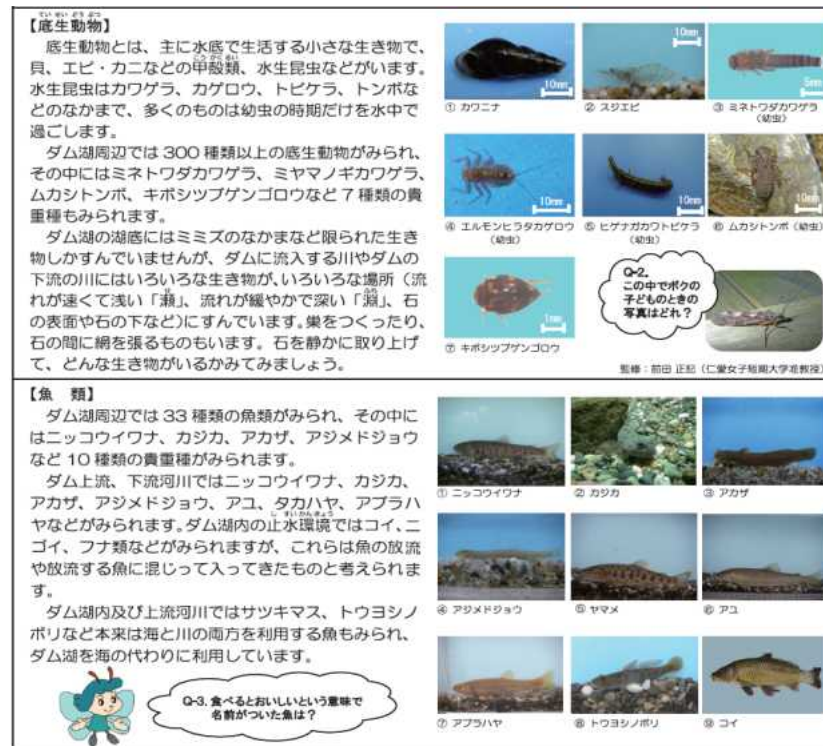 ていせいどうぶつ
【底生動物】
底生動物とは、主に水底で生活する小さな生き物で、
こうかくるい
貝、エビ・カニなどの甲殻類、水生昆虫などがいます。
水生昆虫はカワゲラ、カゲロウ、トビケラ、トンボな
どのなかまで、多くのものは幼虫の時期だけを水中で
過ごします。
ダム湖周辺では300種類以上の底生動物がみられ、
その中にはミネトワダカワゲラ、ミヤマノギカワゲラ、
ムカシトンボ、キボシツブゲンゴロウなど7種類の貴
重種もみられます。
ダム湖の湖底にはミミズのなかまなど限られた生き
物しかすんでいませんが、ダムに流入する川やダムの
下流の川にはいろいろな生き物が、いろいろな場所（流
せ
ふち
れが速くて浅い「瀬」、流れが緩やかで深い「淵」、石
の表面や石の下など）にすんでいます。巣をつくったり、
石の間に網を張るものもいます。石を静かに取り上げ
て、どんな生き物がいるかみてみましょう。
10mm
① カワニナ
10mm
② スジエビ
5mm
③ ミネトワダカワゲラ
（幼虫）
10mm
④ エルモンヒラタカゲロウ
（幼虫）
10mm
⑤ ヒゲナガカワトビケラ
（幼虫）
10mm
⑥ ムカシトンボ（幼虫）
1mm
⑦ キボシツブゲンゴロウ
Q-2.
この中でボクの
子どものときの
写真はどれ？
監修：前田 正紀（仁愛女子短期大学准教授）
【魚　類】
ダム湖周辺では33種類の魚類がみられ、その中に
はニッコウイワナ、カジカ、アカザ、アジメドジョウ
など10種類の貴重種がみられます。
ダム上流、下流河川ではニッコウイワナ、カジカ、
アカザ、アジメドジョウ、アユ、タカハヤ、アブラハ
しすいかんきょう
ヤなどがみられます。ダム湖内の止水環境ではコイ、ニ
ゴイ、フナ類などがみられますが、これらは魚の放流
や放流する魚に混じって入ってきたものと考えられま
す。
ダム湖内及び上流河川ではサツキマス、トウヨシノ
ボリなど本来は海と川の両方を利用する魚もみられ、
ダム湖を海の代わりに利用しています。
Q-3. 食べるとおいしいという意味で
名前がついた魚は？
① ニッコウイワナ
② カジカ
③ アカザ
④ アジメドジョウ
⑤ ヤマメ
⑥ アユ
⑦ アブラハヤ
⑧ トウヨシノボリ
⑨ コイ